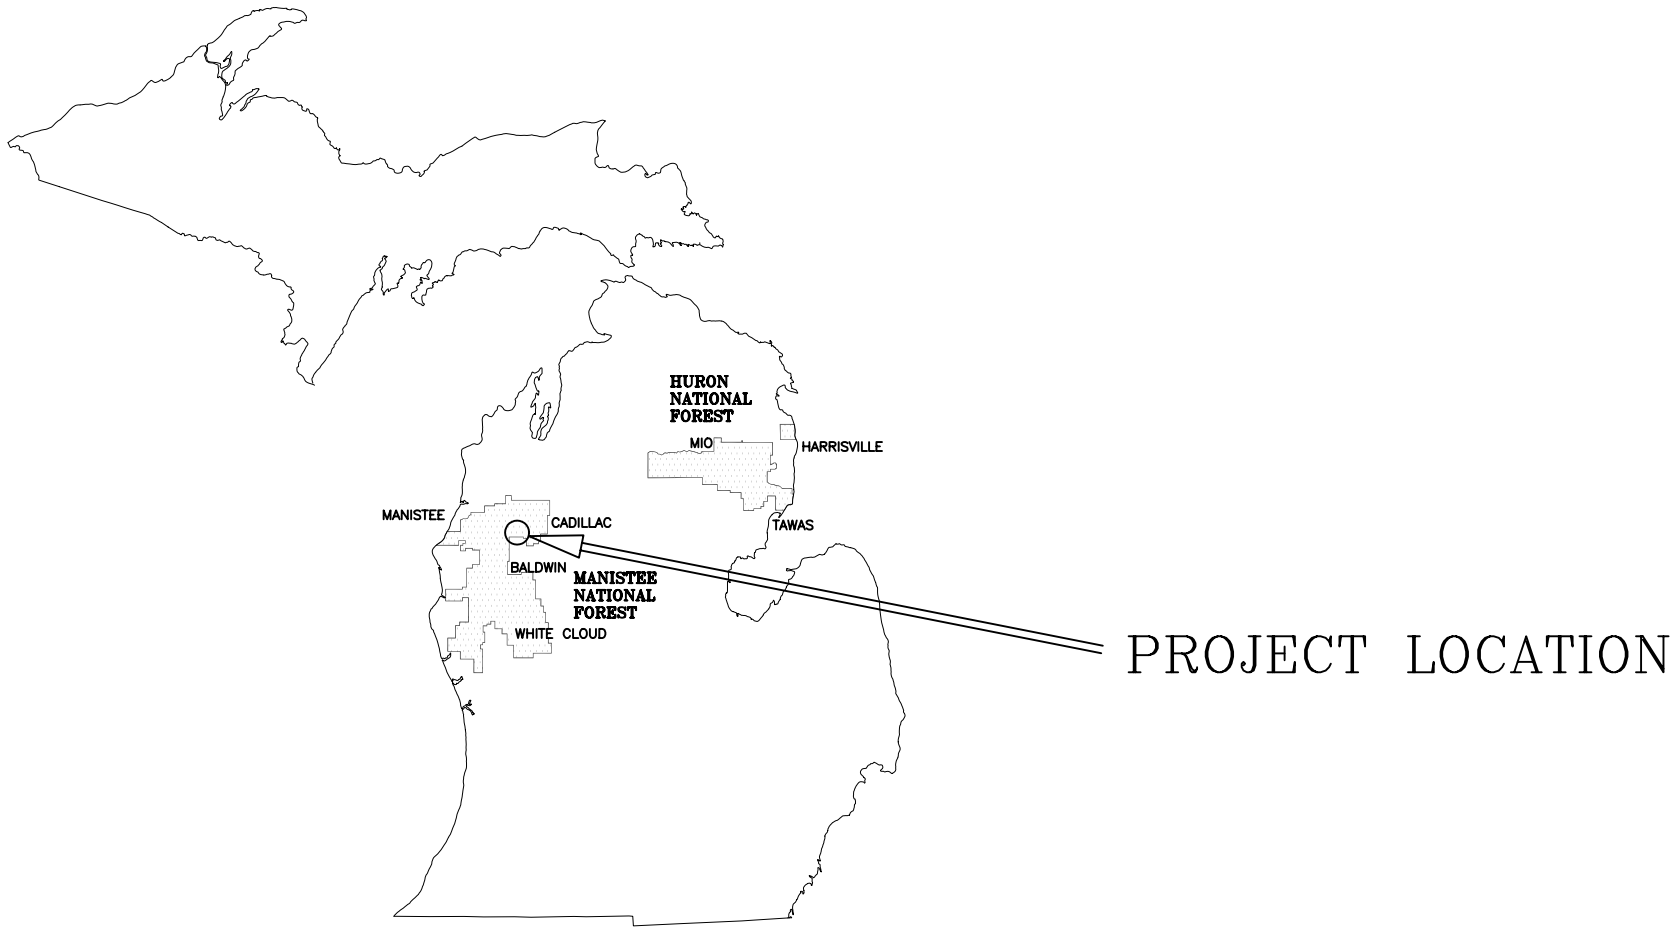 HURON
NATIONAL
FOREST
MIO
HARRISVILLE
MANISTEE
CADILLAC
TAWAS
BALDWIN
MANISTEE
NATIONAL
FOREST
WHITE CLOUD
PROJECT LOCATION